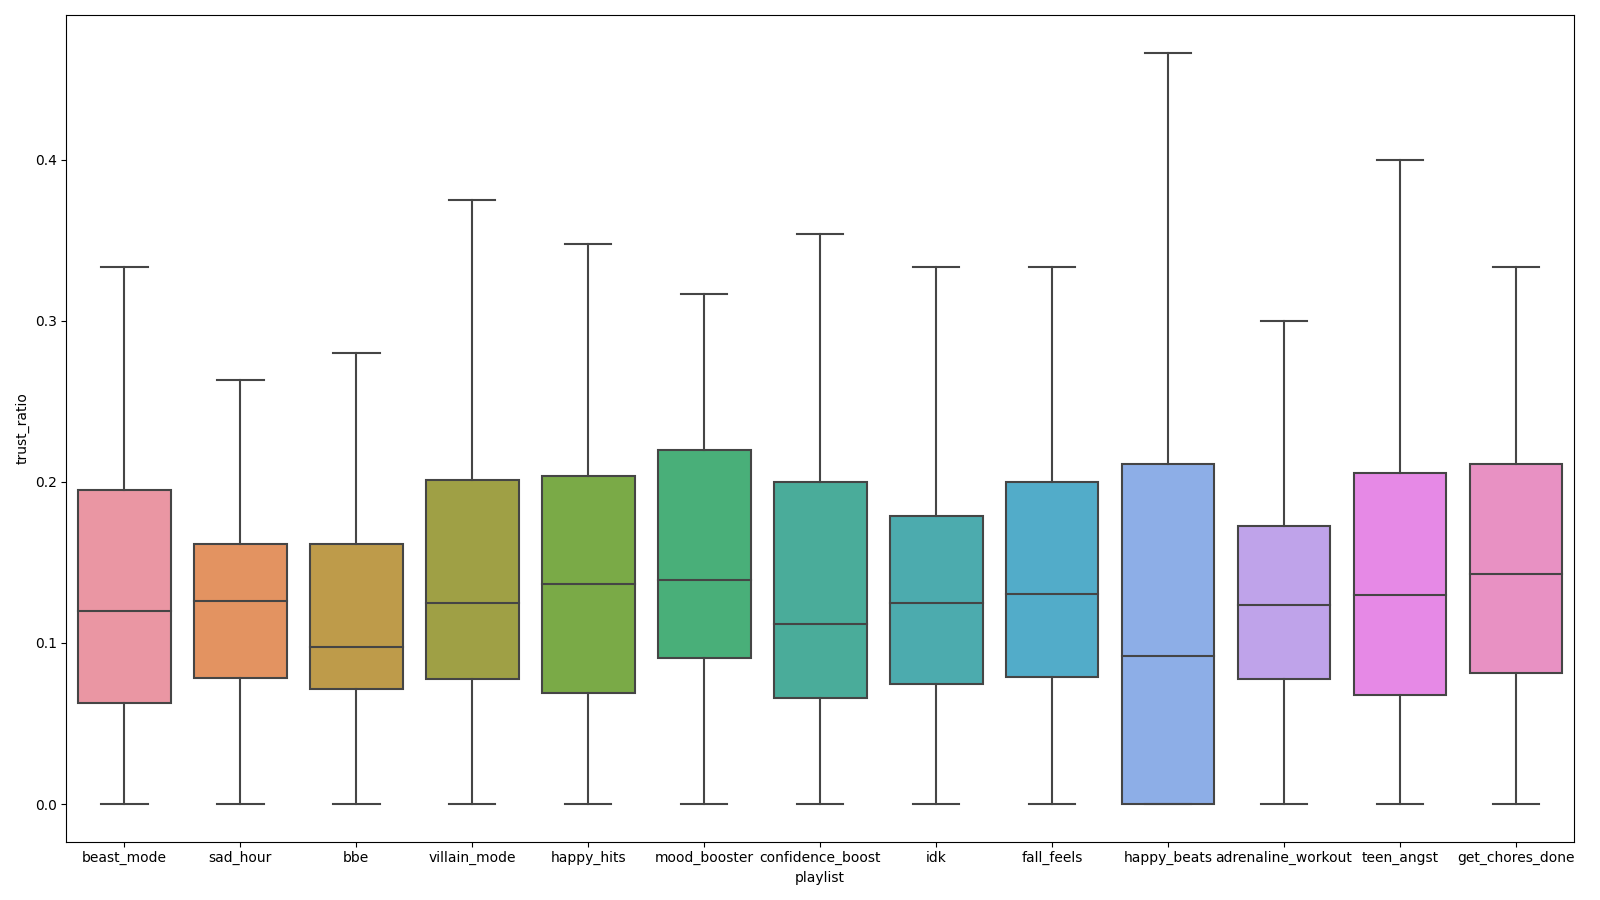 trust_ratio
0.4
0.3
0.2
0.1
0.0
beast_mode sad_hour bbe villain_mode happy_hits mood_booster confidence_boost idk fall_feels happy_beats adrenaline_workout teen_angst get_chores_done
playlist